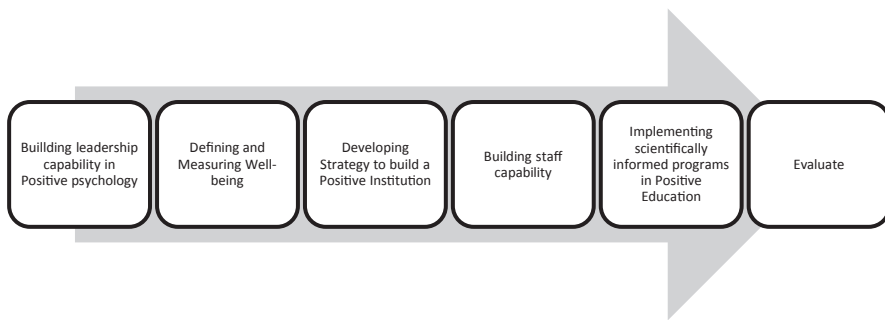 Buillding leadership
capability in
Positive psychology
Defining and
Measuring Well-
being
Developing
Strategy to build a
Positive Institution
Building staff
capability
Implementing
scientifically
informed programs
in Positive
Education
Evaluate